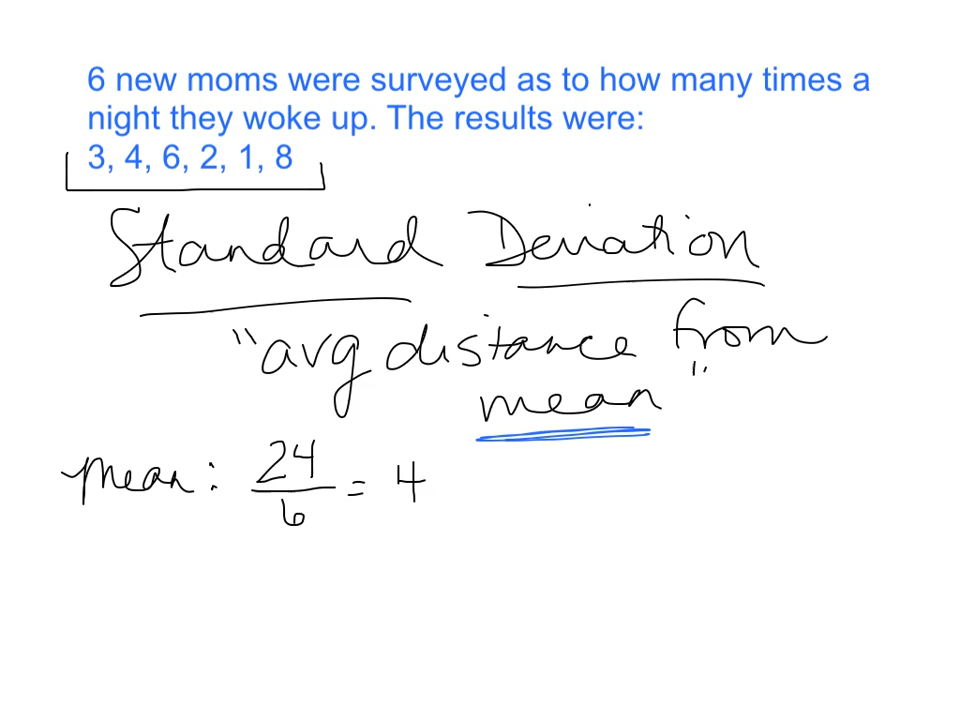 6 new moms were surveyed as to how many times a
night they woke up. The results were:
3, 4, 6, 2, 1, 8
Standard Deviation
"avg distance from
mean"
mean: 24/6 = 4